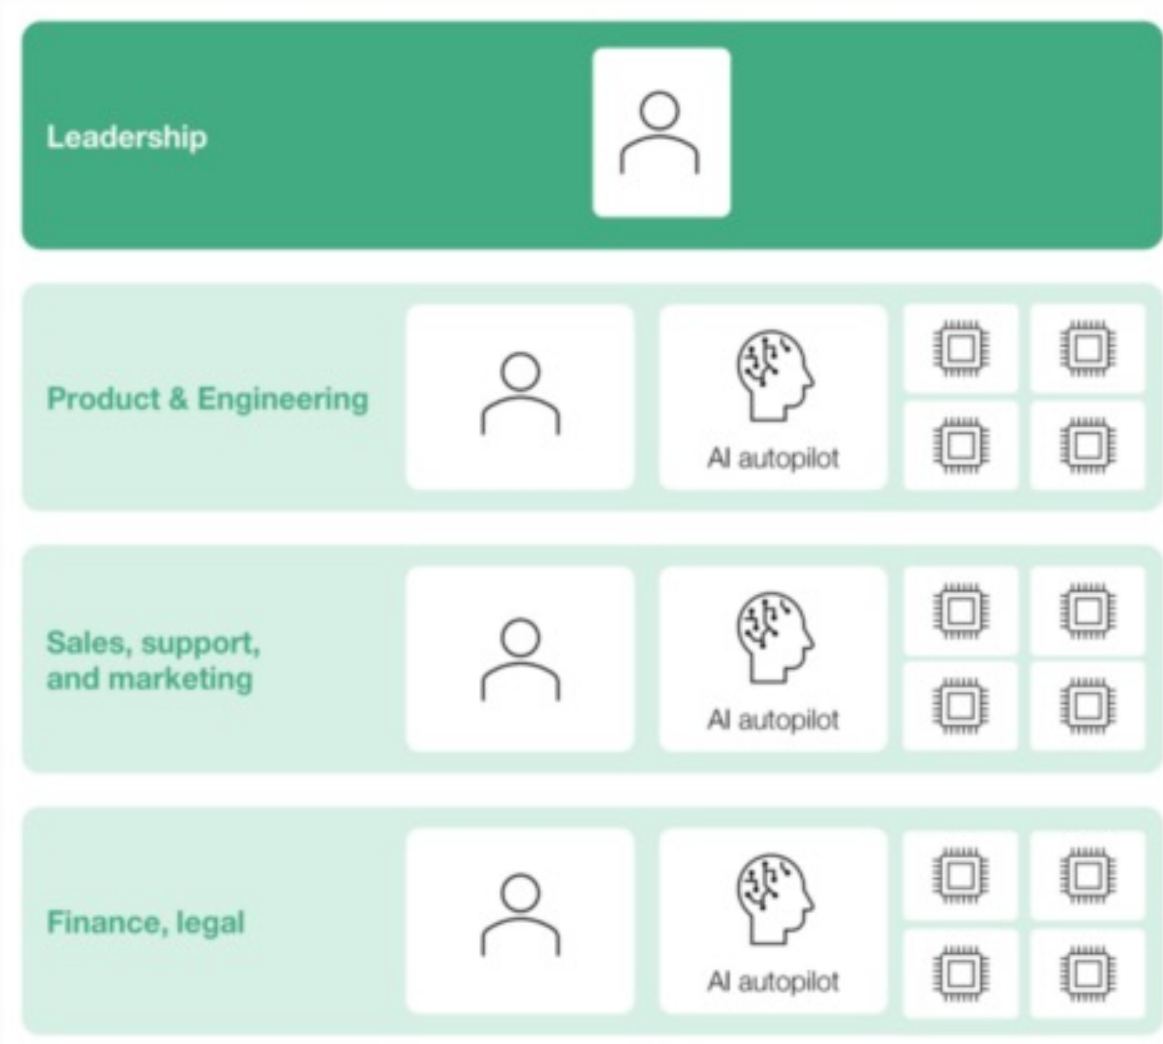 Leadership
Product & Engineering
AI autopilot
Sales, support,
and marketing
AI autopilot
Finance, legal
AI autopilot